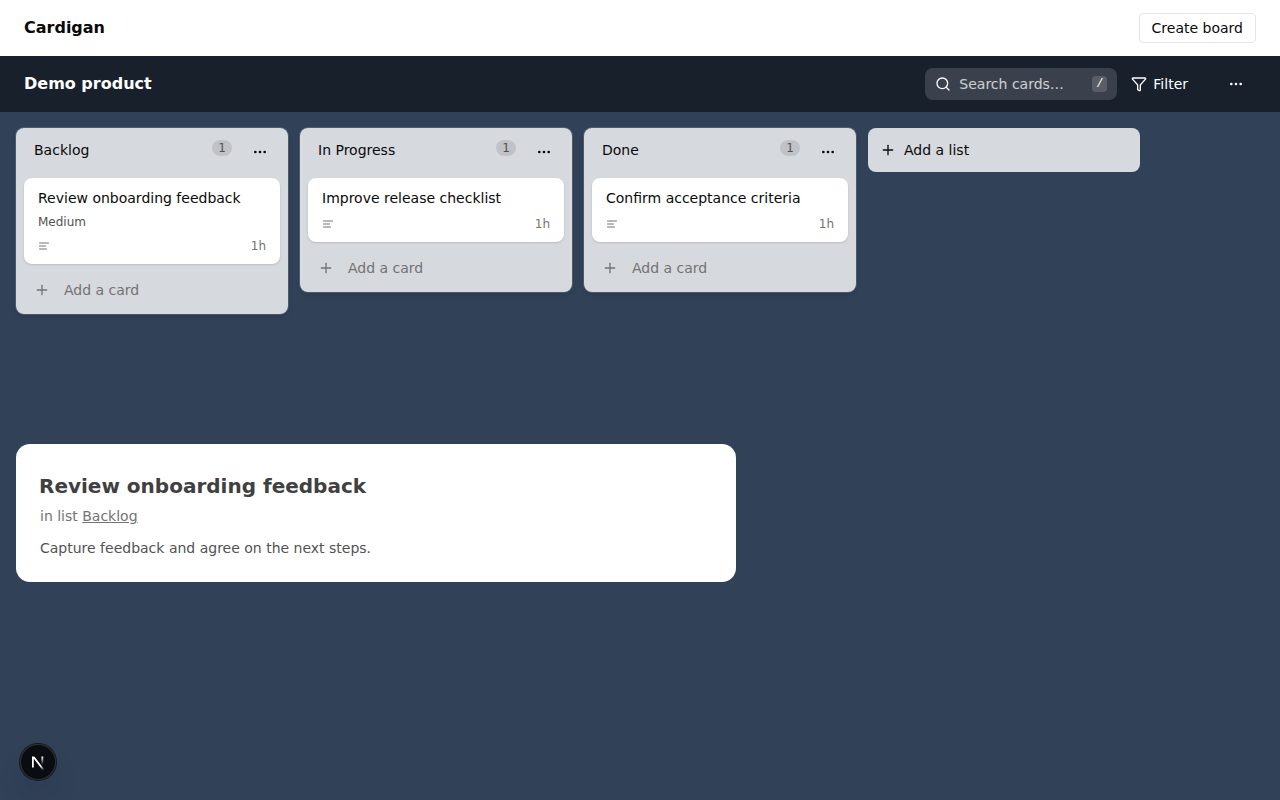 Cardigan
Create board
Demo product
Search cards...
/
Filter
Backlog
1
Review onboarding feedback
Medium
1h
Add a card
In Progress
1
Improve release checklist
1h
Add a card
Done
1
Confirm acceptance criteria
1h
Add a card
Add a list
Review onboarding feedback
in list Backlog
Capture feedback and agree on the next steps.
N